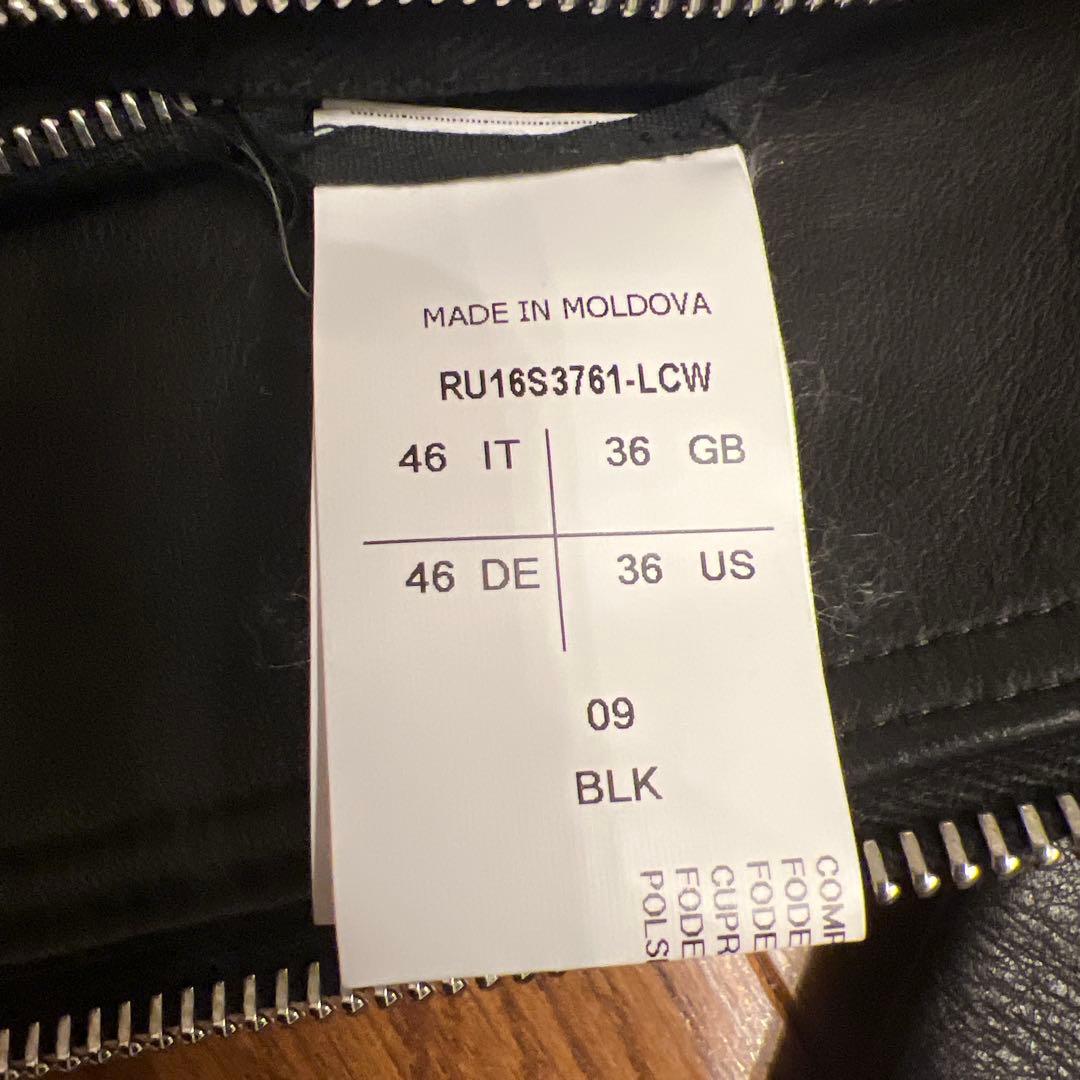 MADE IN MOLDOVA
RU16S3761-LCW
46 IT 36 GB
46 DE 36 US
09
BLK
COMP
FODE
FODE
CUPR
FODE
POLS